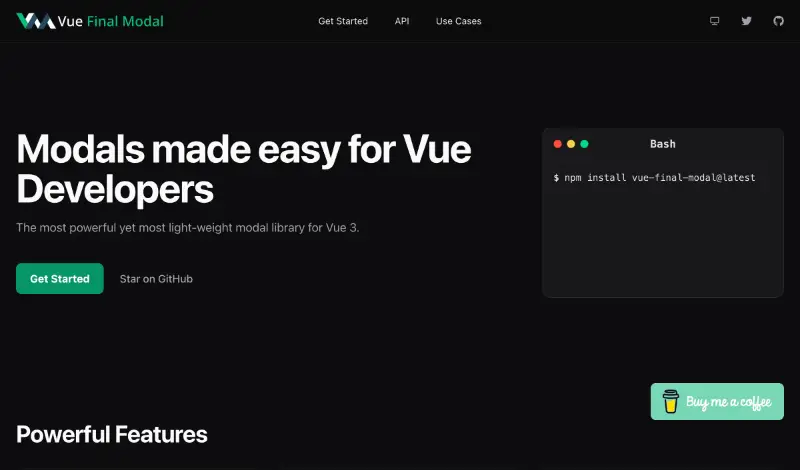 Vue Final Modal
Get Started
API
Use Cases
Modals made easy for Vue
Developers
The most powerful yet most light-weight modal library for Vue 3.
Get Started
Star on GitHub
Bash
$ npm install vue-final-modal@latest
Buy me a coffee
Powerful Features